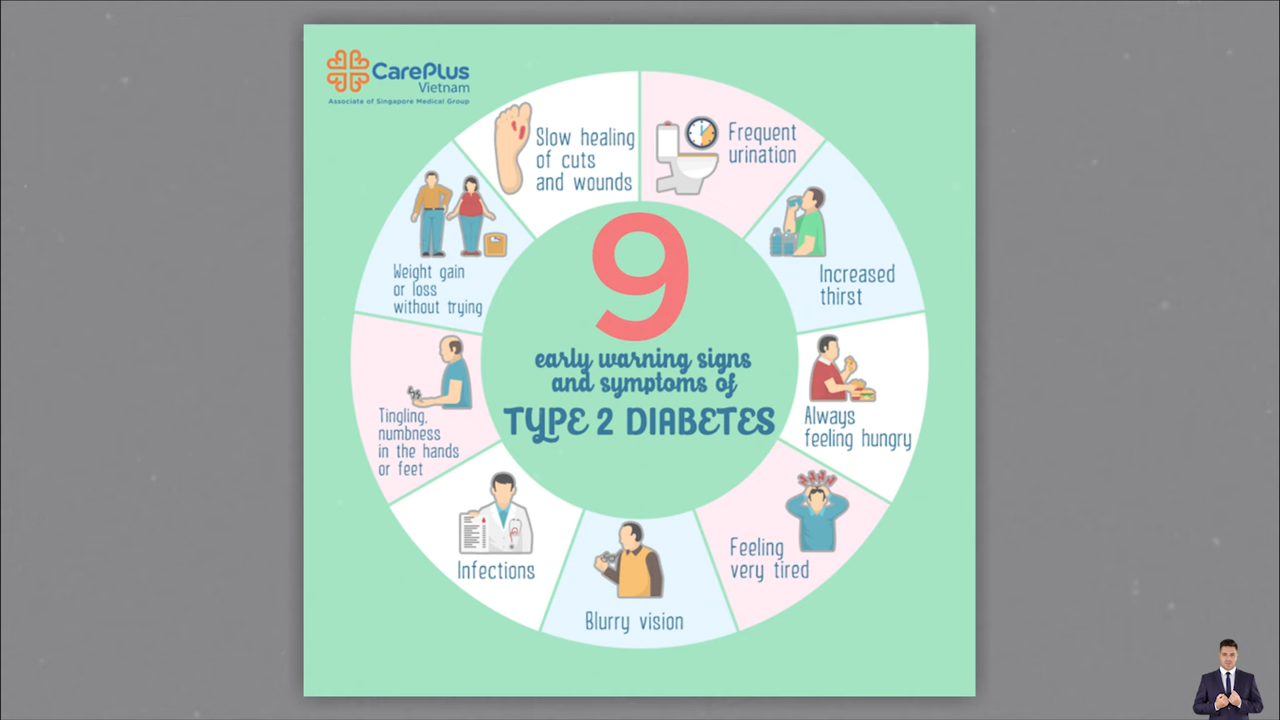 CarePlus
Vietnam
Associate of Singapore Medical Group
Slow healing
of cuts
and wounds
Frequent
urination
Increased
thirst
Always
feeling hungry
Feeling
very tired
Blurry vision
Infections
Tingling,
numbness
in the hands
or feet
Weight gain
or loss
without trying
9
early warning signs
and symptoms of
TYPE 2 DIABETES